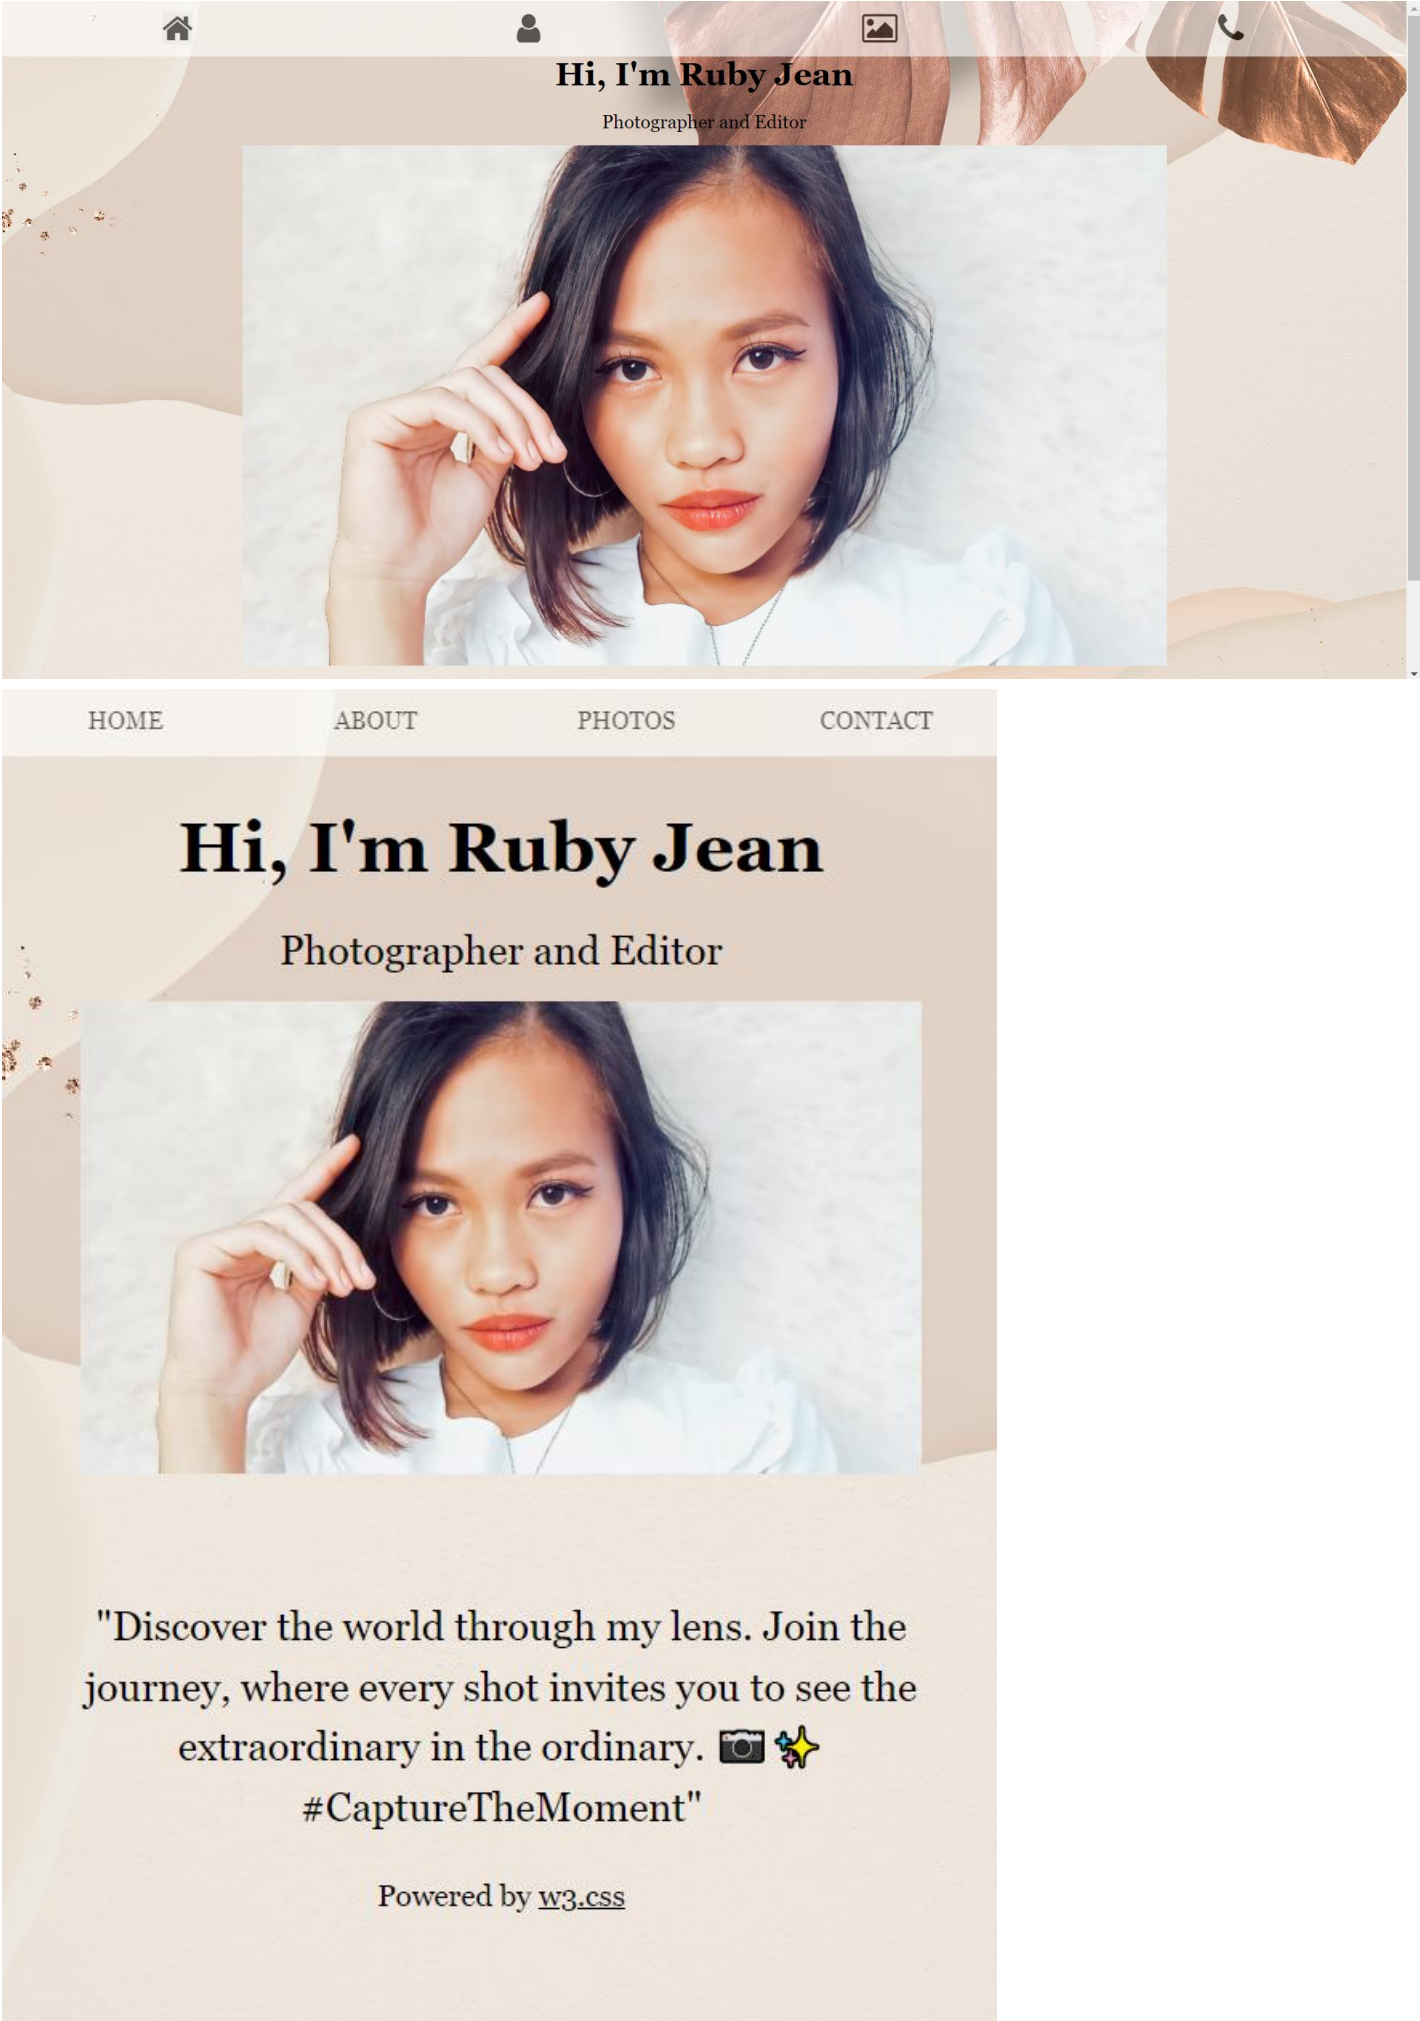 Hi, I'm Ruby Jean
Photographer and Editor
HOME ABOUT PHOTOS CONTACT
Hi, I'm Ruby Jean
Photographer and Editor
"Discover the world through my lens. Join the
journey, where every shot invites you to see the
extraordinary in the ordinary. 📷 ✨
#CaptureTheMoment"
Powered by w3.css